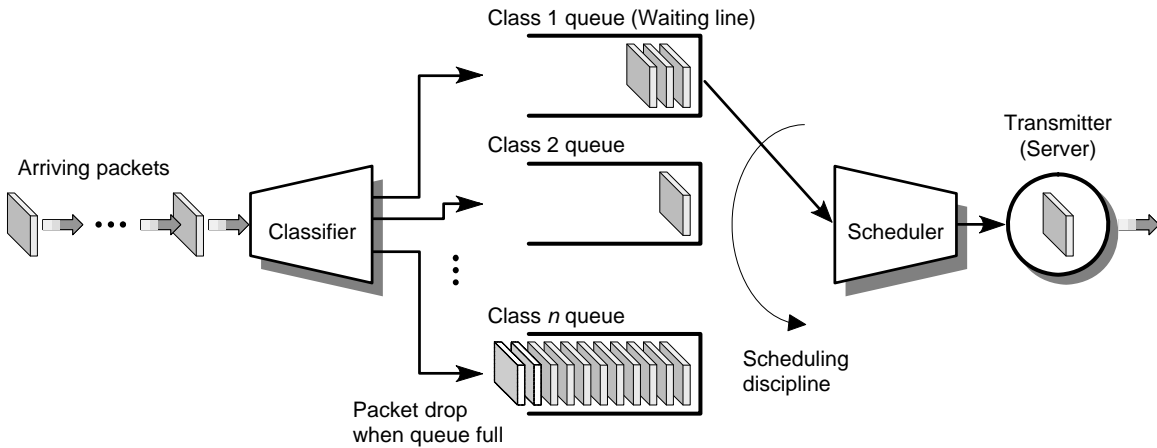 Class 1 queue (Waiting line)
Class 2 queue
Transmitter
(Server)
Arriving packets
Classifier
Scheduler
Class n queue
Scheduling
discipline
Packet drop
when queue full